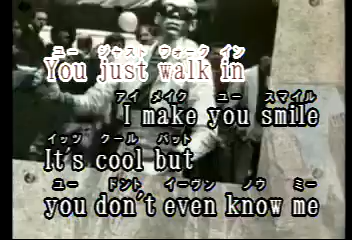 ユー ジャスト ウォーク イン
You just walk in
アイ メイク ユー スマイル
I make you smile
イッツ クール バット
It's cool but
ユー ドント イーヴン ノウ ミー
you don't even know me